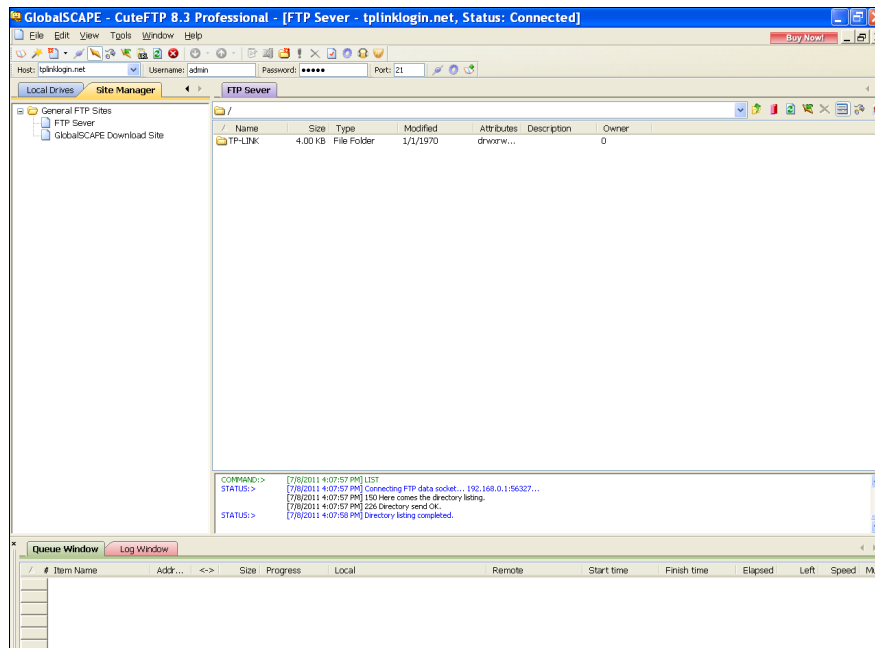 GlobalSCAPE - CuteFTP 8.3 Professional - [FTP Sever - tplinklogin.net, Status: Connected]
File Edit View Tools Window Help
Buy Now!
Host: tplinklogin.net Username: admin Password: ●●●●● Port: 21
Local Drives Site Manager FTP Sever
General FTP Sites
FTP Sever
GlobalSCAPE Download Site
/
/ Name Size Type Modified Attributes Description Owner
TP-LINK 4.00 KB File Folder 1/1/1970 drwxrw... 0
COMMAND:> [7/8/2011 4:07:57 PM] LIST
STATUS:> [7/8/2011 4:07:57 PM] Connecting FTP data socket... 192.168.0.1:56327...
[7/8/2011 4:07:57 PM] 150 Here comes the directory listing.
[7/8/2011 4:07:57 PM] 226 Directory send OK.
STATUS:> [7/8/2011 4:07:58 PM] Directory listing completed.
Queue Window Log Window
/ # Item Name Addr... <-> Size Progress Local Remote Start time Finish time Elapsed Left Speed